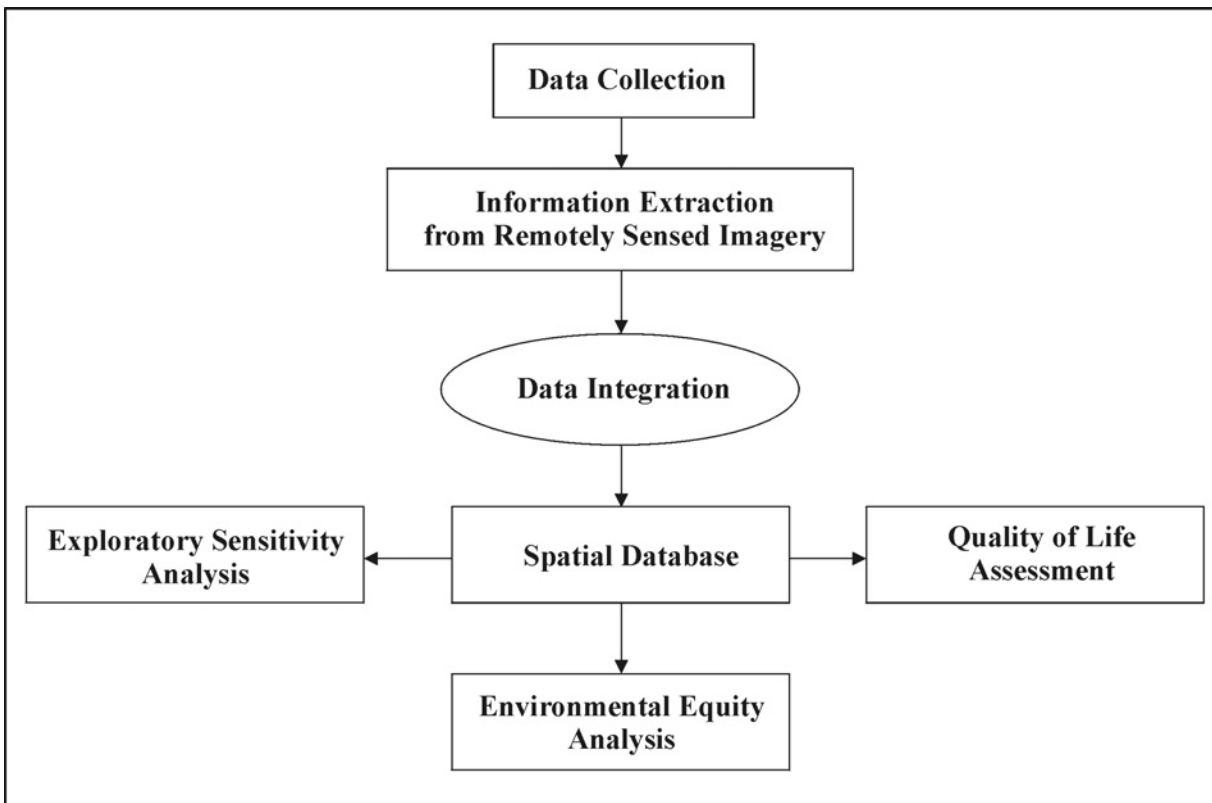 Data Collection
Information Extraction
from Remotely Sensed Imagery
Data Integration
Exploratory Sensitivity
Analysis
Spatial Database
Quality of Life
Assessment
Environmental Equity
Analysis